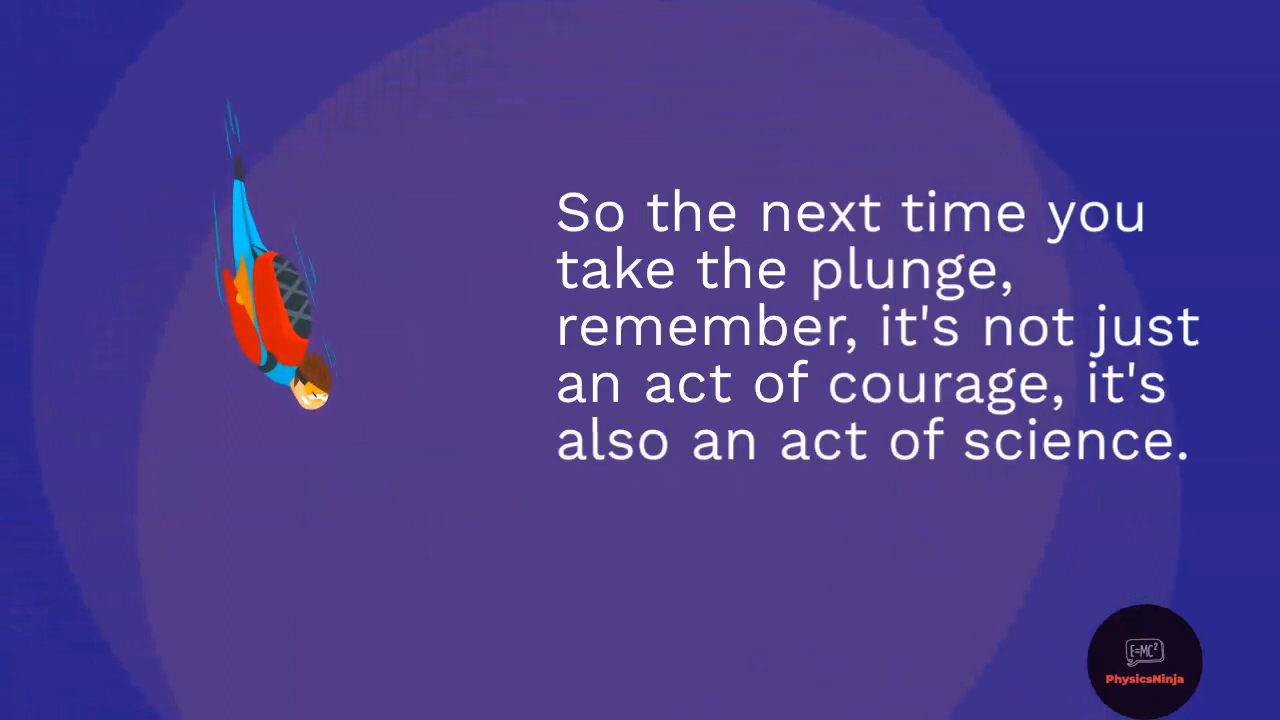 So the next time you
take the plunge,
remember, it's not just
an act of courage, it's
also an act of science.
E=MC²
PhysicsNinja